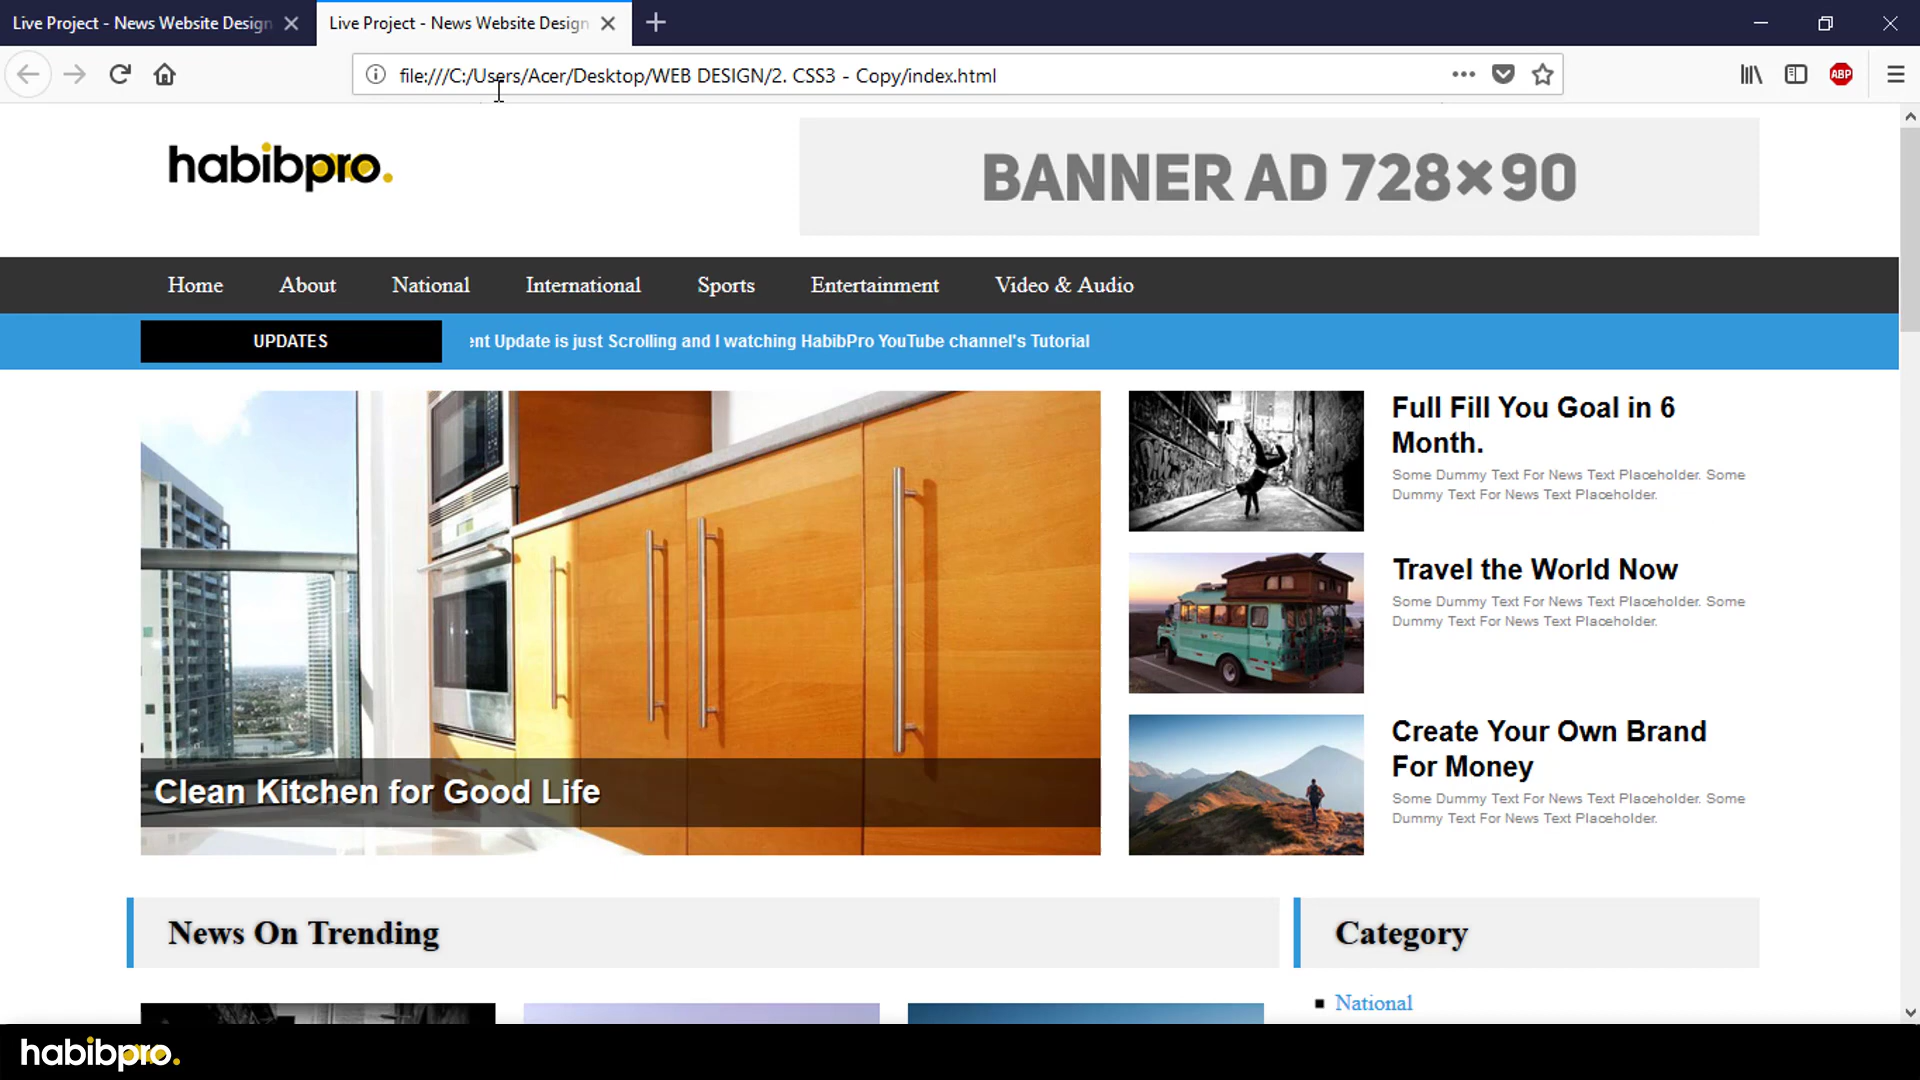 Live Project - News Website Design
Live Project - News Website Design
file:///C:/Users/Acer/Desktop/WEB DESIGN/2. CSS3 - Copy/index.html
ABP
habibpro.
BANNER AD 728×90
Home About National International Sports Entertainment Video & Audio
UPDATES
ent Update is just Scrolling and I watching HabibPro YouTube channel's Tutorial
Clean Kitchen for Good Life
Full Fill You Goal in 6
Month.
Some Dummy Text For News Text Placeholder. Some
Dummy Text For News Text Placeholder.
Travel the World Now
Some Dummy Text For News Text Placeholder. Some
Dummy Text For News Text Placeholder.
Create Your Own Brand
For Money
Some Dummy Text For News Text Placeholder. Some
Dummy Text For News Text Placeholder.
News On Trending
Category
National
habibpro.